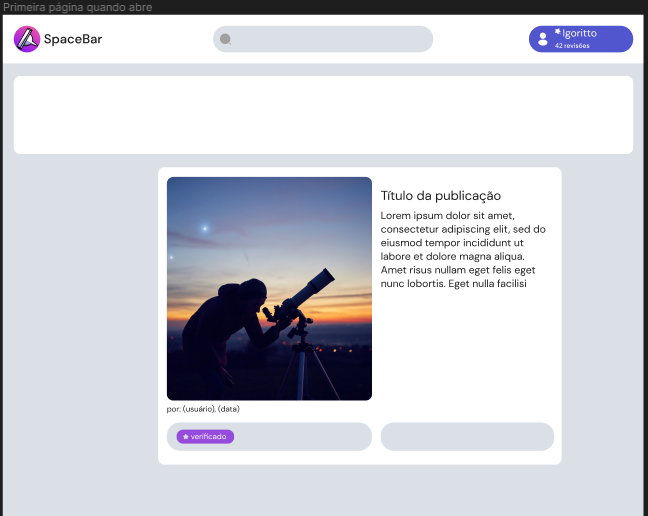 Primeira página quando abre
SpaceBar
Igoritto
42 revisões
Título da publicação
Lorem ipsum dolor sit amet,
consectetur adipiscing elit, sed do
eiusmod tempor incididunt ut
labore et dolore magna aliqua.
Amet risus nullam eget felis eget
nunc lobortis. Eget nulla facilisi
por: (usuário), (data)
verificado